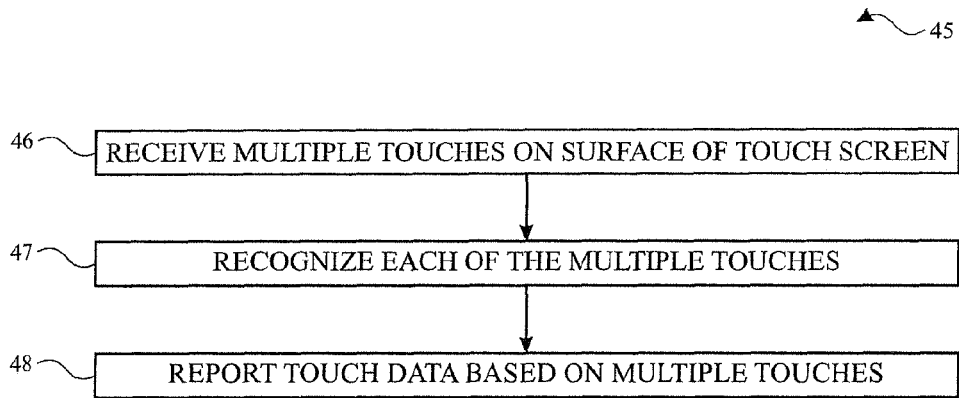 45
46
RECEIVE MULTIPLE TOUCHES ON SURFACE OF TOUCH SCREEN
47
RECOGNIZE EACH OF THE MULTIPLE TOUCHES
48
REPORT TOUCH DATA BASED ON MULTIPLE TOUCHES